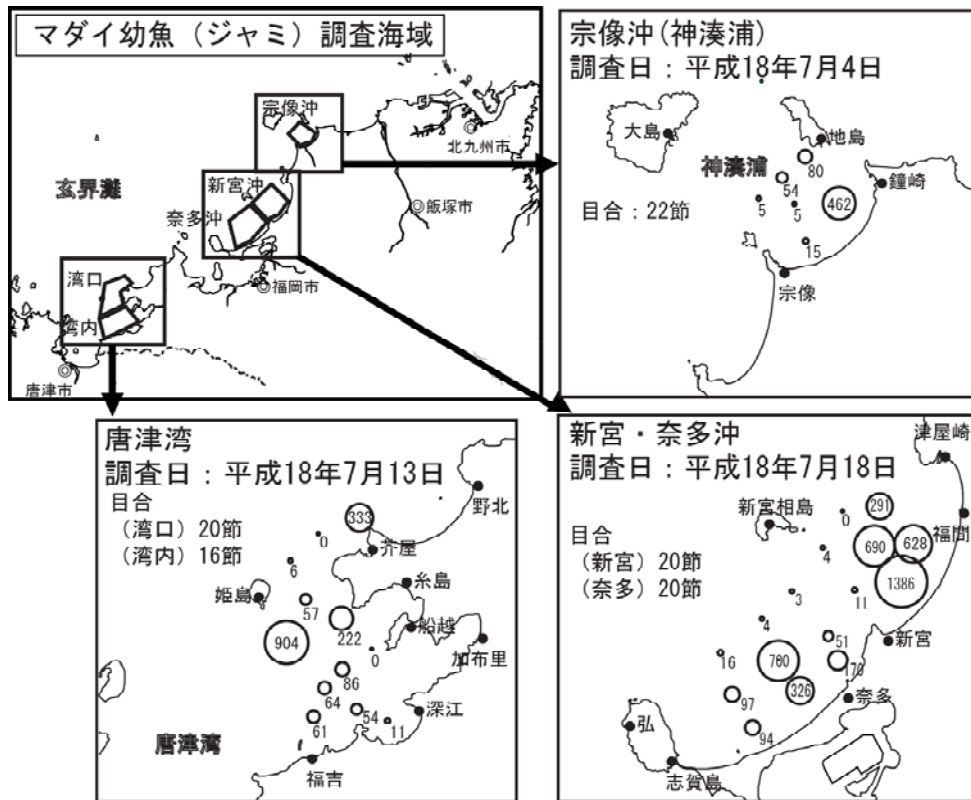 マダイ幼魚（ジャミ）調査海域
宗像沖
北九州市
玄界灘
新宮沖
奈多沖
飯塚市
湾口
福岡市
湾内
唐津市
宗像沖(神湊浦)
調査日：平成18年7月4日
大島
地島
神湊浦
80
鐘崎
54
目合：22節
5
5
462
15
宗像
唐津湾
調査日：平成18年7月13日
目合
（湾口）20節
（湾内）16節
野北
333
0
芥屋
6
糸島
姫島
57
222
船越
904
0
加布里
86
64
54
深江
61
11
唐津湾
福吉
新宮・奈多沖
津屋崎
調査日：平成18年7月18日
291
新宮相島
0
福間
目合
（新宮）20節
（奈多）20節
690
628
4
1386
3
11
4
51
新宮
16
170
326
奈多
97
94
弘
志賀島